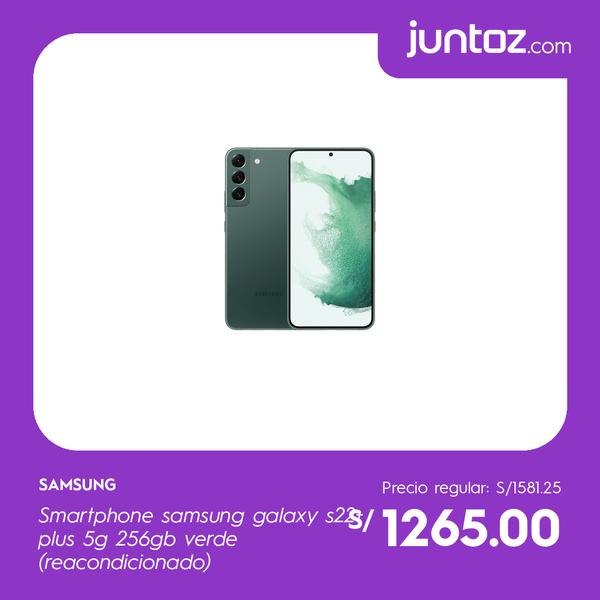 juntoz.com
SAMSUNG
SAMSUNG
Smartphone samsung galaxy s22
plus 5g 256gb verde
(reacondicionado)
Precio regular: S/1581.25
S/ 1265.00